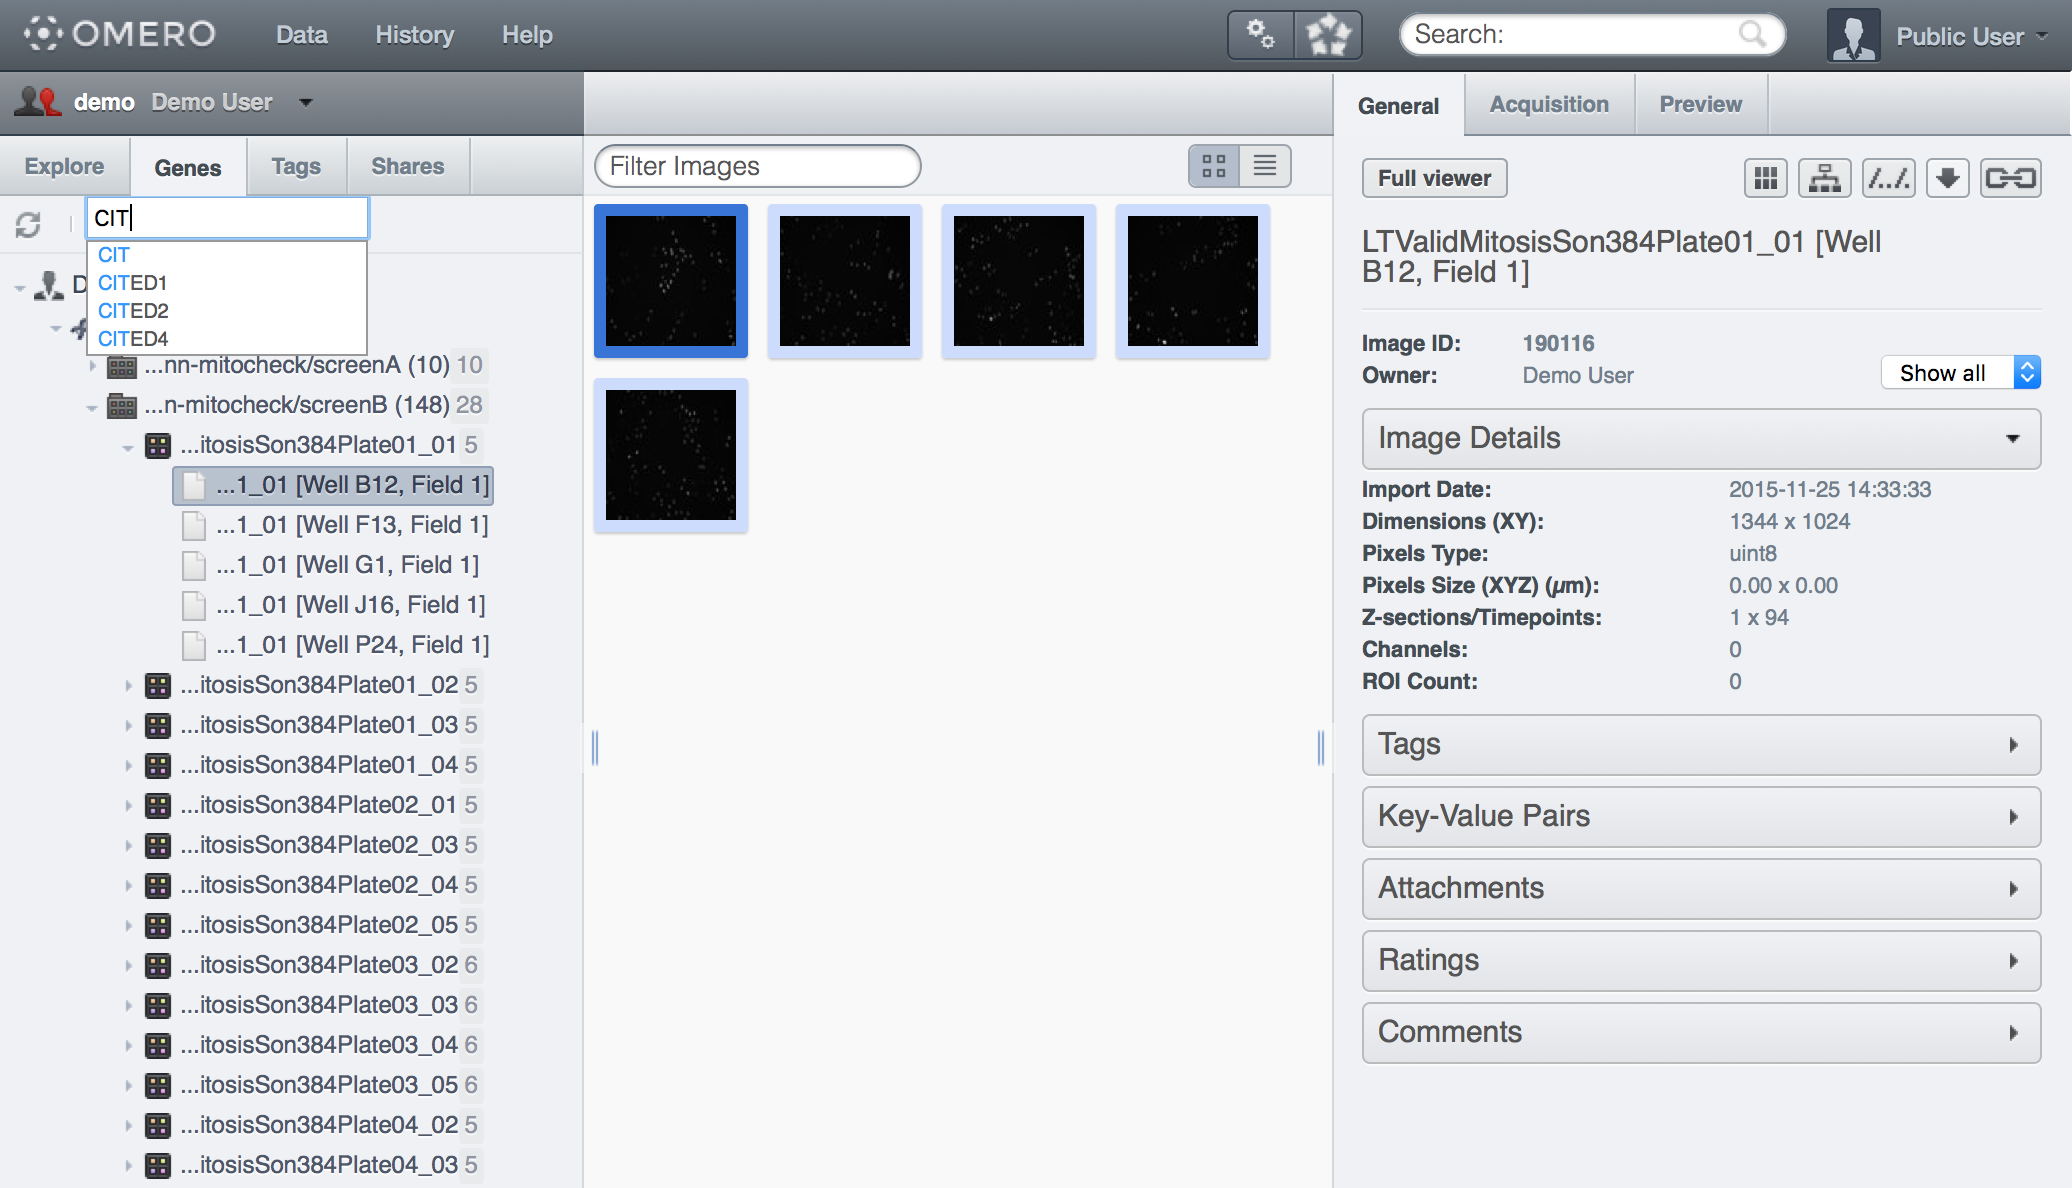 OMERO Data History Help Search: Public User
demo Demo User
General Acquisition Preview
Explore Genes Tags Shares
Filter Images
CIT
CIT
CITED1
CITED2
CITED4
D
...nn-mitocheck/screenA (10) 10
...n-mitocheck/screenB (148) 28
...itosisSon384Plate01_01 5
...1_01 [Well B12, Field 1]
...1_01 [Well F13, Field 1]
...1_01 [Well G1, Field 1]
...1_01 [Well J16, Field 1]
...1_01 [Well P24, Field 1]
...itosisSon384Plate01_02 5
...itosisSon384Plate01_03 5
...itosisSon384Plate01_04 5
...itosisSon384Plate02_01 5
...itosisSon384Plate02_03 5
...itosisSon384Plate02_04 5
...itosisSon384Plate02_05 5
...itosisSon384Plate03_02 6
...itosisSon384Plate03_03 6
...itosisSon384Plate03_04 6
...itosisSon384Plate03_05 6
...itosisSon384Plate04_02 5
...itosisSon384Plate04_03 5
Full viewer /../.
LTValidMitosisSon384Plate01_01 [Well
B12, Field 1]
Image ID: 190116
Owner: Demo User
Show all
Image Details
Import Date: 2015-11-25 14:33:33
Dimensions (XY): 1344 x 1024
Pixels Type: uint8
Pixels Size (XYZ) (µm): 0.00 x 0.00
Z-sections/Timepoints: 1 x 94
Channels: 0
ROI Count: 0
Tags
Key-Value Pairs
Attachments
Ratings
Comments